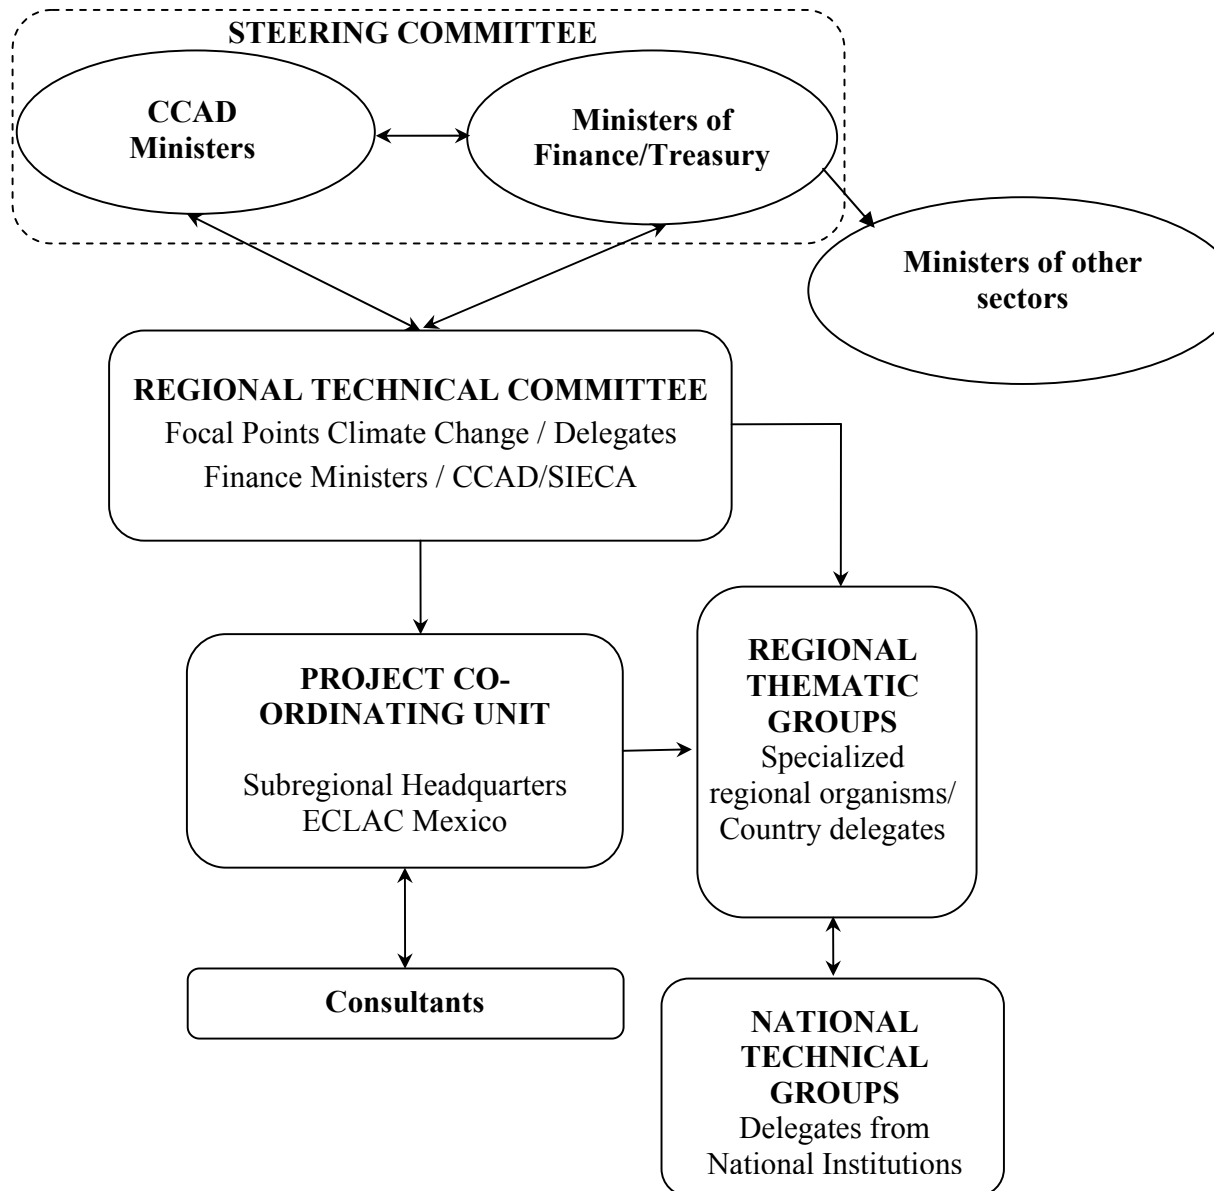 STEERING COMMITTEE
CCAD
Ministers
Ministers of
Finance/Treasury
Ministers of other
sectors
REGIONAL TECHNICAL COMMITTEE
Focal Points Climate Change / Delegates
Finance Ministers / CCAD/SIECA
PROJECT CO-
ORDINATING UNIT
Subregional Headquarters
ECLAC Mexico
REGIONAL
THEMATIC
GROUPS
Specialized
regional organisms/
Country delegates
Consultants
NATIONAL
TECHNICAL
GROUPS
Delegates from
National Institutions